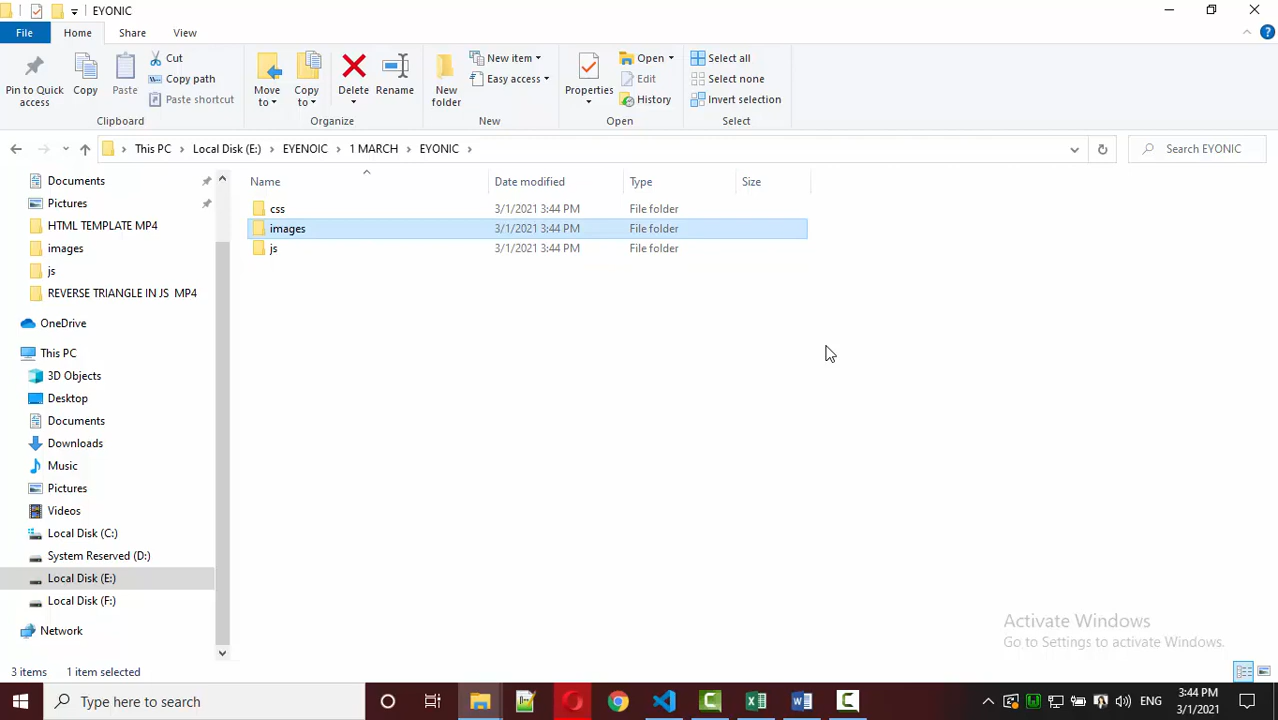 EYONIC
File Home Share View
Pin to Quick access Copy Paste Cut Copy path Paste shortcut Move to Copy to Delete Rename New folder New item Easy access Properties Open Edit History Select all Select none Invert selection
Clipboard Organize New Open Select
This PC Local Disk (E:) EYENOIC 1 MARCH EYONIC Search EYONIC
Name Date modified Type Size
css 3/1/2021 3:44 PM File folder
images 3/1/2021 3:44 PM File folder
js 3/1/2021 3:44 PM File folder
Documents
Pictures
HTML TEMPLATE MP4
images
js
REVERSE TRIANGLE IN JS MP4
OneDrive
This PC
3D Objects
Desktop
Documents
Downloads
Music
Pictures
Videos
Local Disk (C:)
System Reserved (D:)
Local Disk (E:)
Local Disk (F:)
Network
Activate Windows
Go to Settings to activate Windows.
3 items 1 item selected
Type here to search
ENG 3:44 PM
3/1/2021